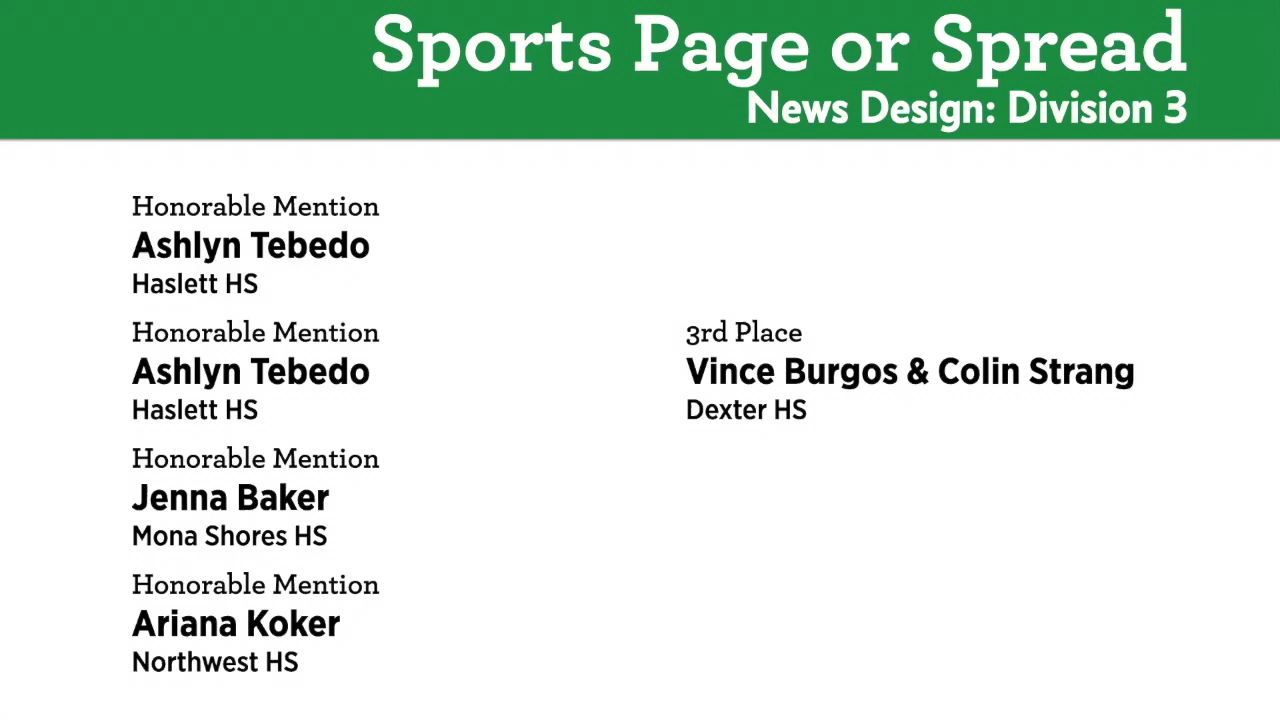 Sports Page or Spread
News Design: Division 3
Honorable Mention
Ashlyn Tebedo
Haslett HS
Honorable Mention
Ashlyn Tebedo
Haslett HS
Honorable Mention
Jenna Baker
Mona Shores HS
Honorable Mention
Ariana Koker
Northwest HS
3rd Place
Vince Burgos & Colin Strang
Dexter HS